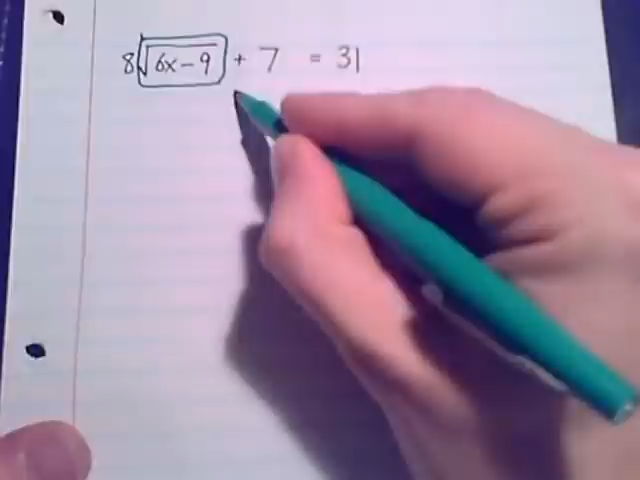 8√(6x-9) + 7 = 31